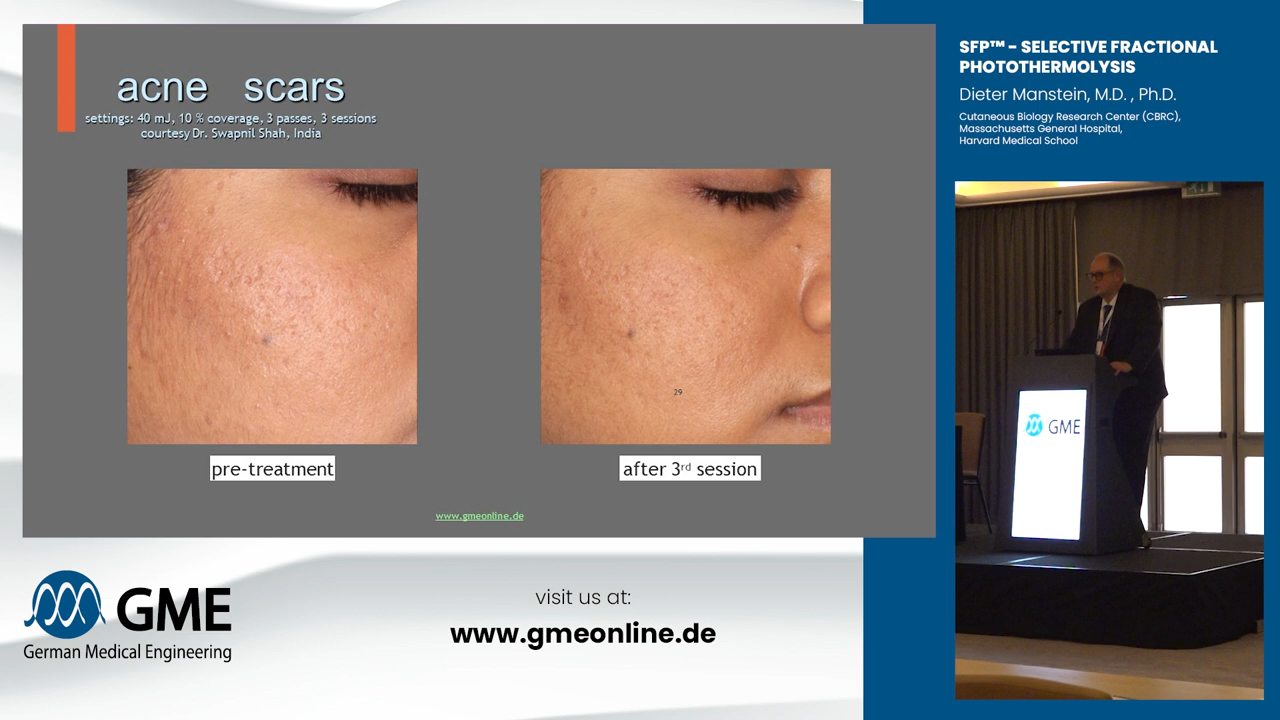 acne scars
settings: 40 mJ, 10 % coverage, 3 passes, 3 sessions
courtesy Dr. Swapnil Shah, India
29
pre-treatment
after 3rd session
www.gmeonline.de
SFP™ - SELECTIVE FRACTIONAL
PHOTOTHERMOLYSIS
Dieter Manstein, M.D. , Ph.D.
Cutaneous Biology Research Center (CBRC),
Massachusetts General Hospital,
Harvard Medical School
GME
GME
German Medical Engineering
visit us at:
www.gmeonline.de